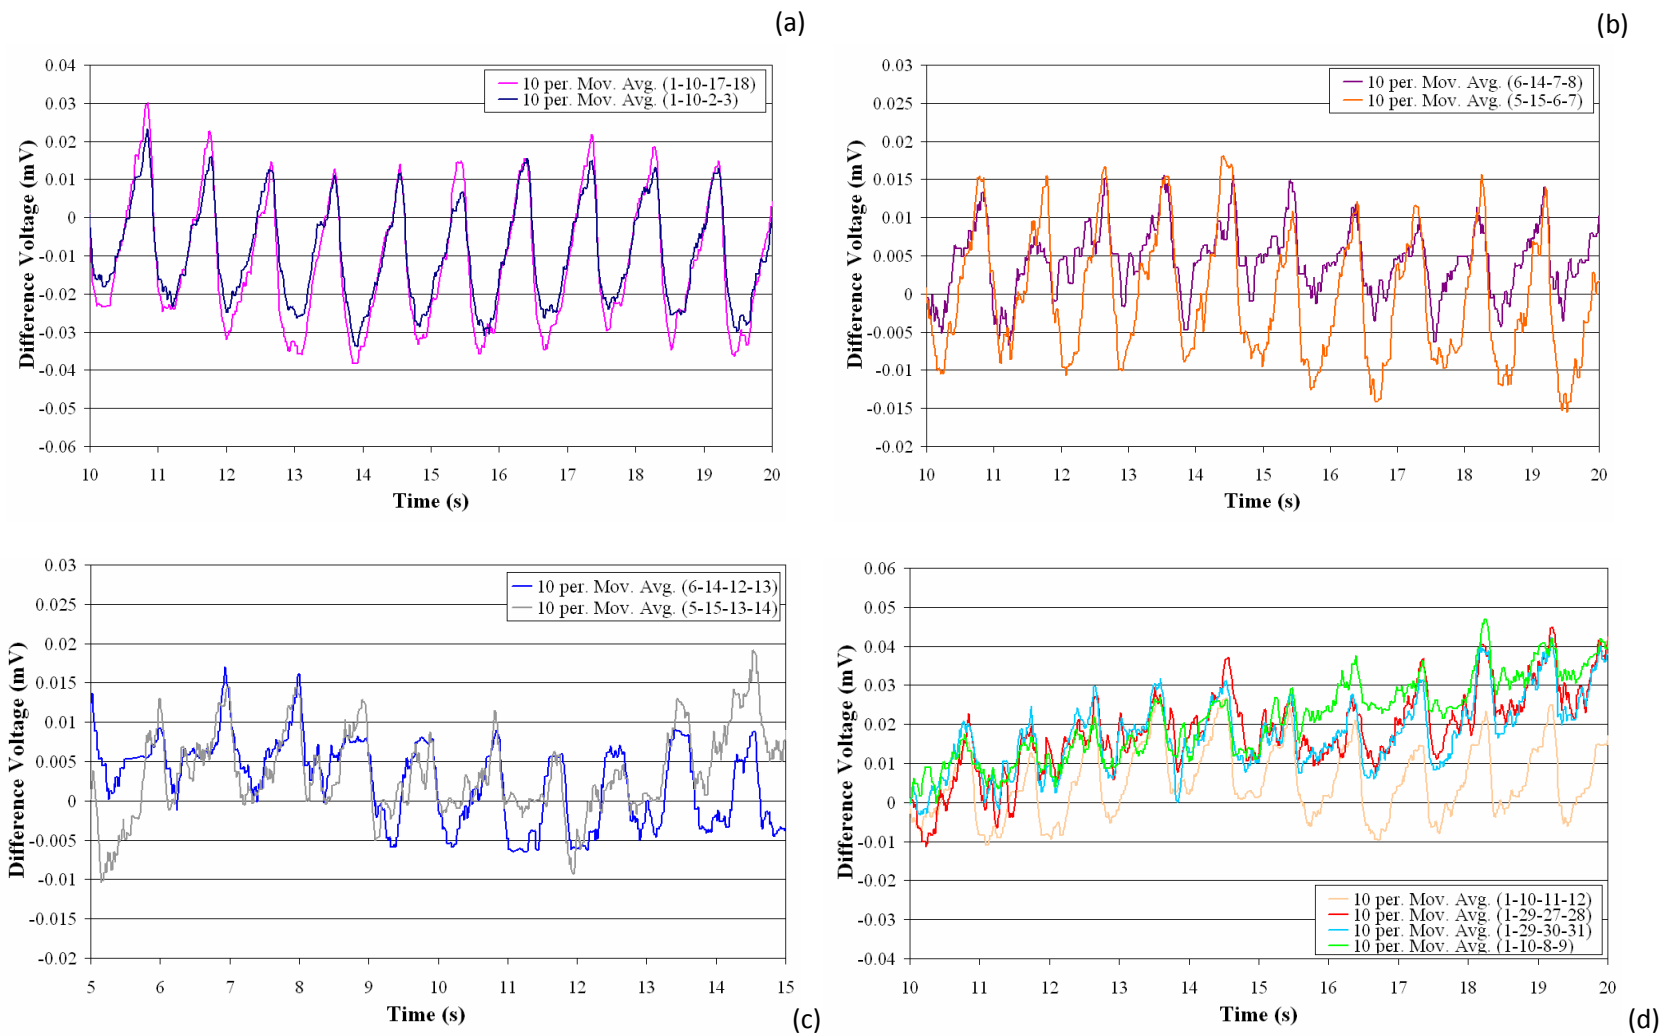 (a)
0.04
0.03
0.02
0.01
0
-0.01
-0.02
-0.03
-0.04
-0.05
-0.06
Difference Voltage (mV)
10 per. Mov. Avg. (1-10-17-18)
10 per. Mov. Avg. (1-10-2-3)
10 11 12 13 14 15 16 17 18 19 20
Time (s)
(b)
0.03
0.025
0.02
0.015
0.01
0.005
0
-0.005
-0.01
-0.015
-0.02
Difference Voltage (mV)
10 per. Mov. Avg. (6-14-7-8)
10 per. Mov. Avg. (5-15-6-7)
10 11 12 13 14 15 16 17 18 19 20
Time (s)
0.03
0.025
0.02
0.015
0.01
0.005
0
-0.005
-0.01
-0.015
-0.02
Difference Voltage (mV)
10 per. Mov. Avg. (6-14-12-13)
10 per. Mov. Avg. (5-15-13-14)
5 6 7 8 9 10 11 12 13 14 15
Time (s)
(c)
0.06
0.05
0.04
0.03
0.02
0.01
0
-0.01
-0.02
-0.03
-0.04
Difference Voltage (mV)
10 per. Mov. Avg. (1-10-11-12)
10 per. Mov. Avg. (1-29-27-28)
10 per. Mov. Avg. (1-29-30-31)
10 per. Mov. Avg. (1-10-8-9)
10 11 12 13 14 15 16 17 18 19 20
Time (s)
(d)